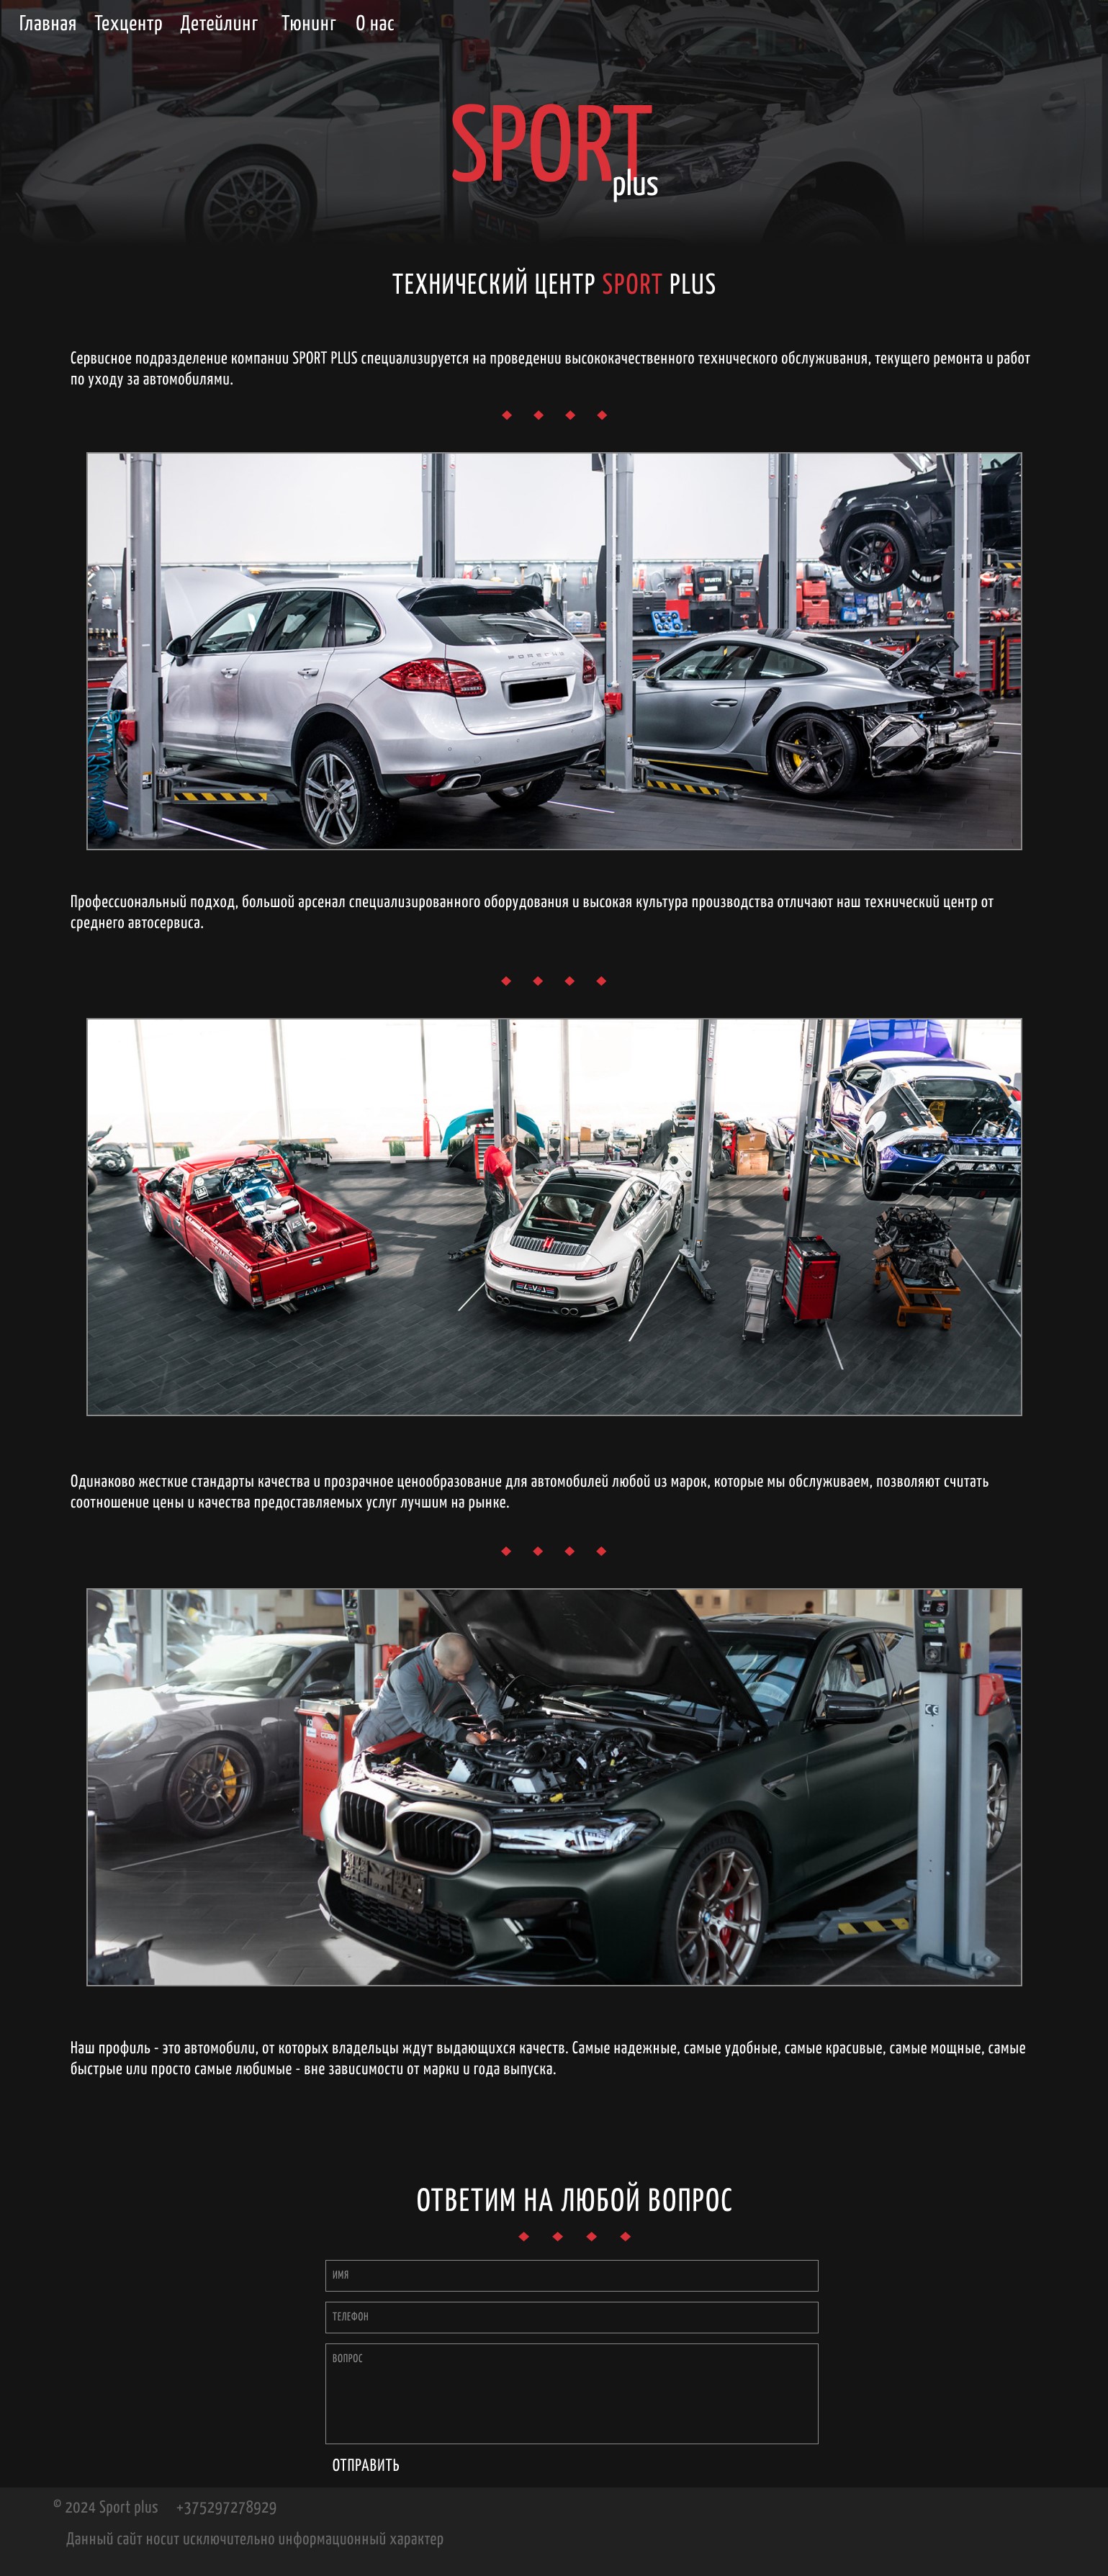 Главная Техцентр Детейлинг Тюнинг О нас
SPORT
plus
ТЕХНИЧЕСКИЙ ЦЕНТР SPORT PLUS
Сервисное подразделение компании SPORT PLUS специализируется на проведении высококачественного технического обслуживания, текущего ремонта и работ
по уходу за автомобилями.
PORSCHE
Cayenne
WÜRTH
Профессиональный подход, большой арсенал специализированного оборудования и высокая культура производства отличают наш технический центр от
среднего автосервиса.
Одинаково жесткие стандарты качества и прозрачное ценообразование для автомобилей любой из марок, которые мы обслуживаем, позволяют считать
соотношение цены и качества предоставляемых услуг лучшим на рынке.
CE
Наш профиль - это автомобили, от которых владельцы ждут выдающихся качеств. Самые надежные, самые удобные, самые красивые, самые мощные, самые
быстрые или просто самые любимые - вне зависимости от марки и года выпуска.
ОТВЕТИМ НА ЛЮБОЙ ВОПРОС
ИМЯ
ТЕЛЕФОН
ВОПРОС
ОТПРАВИТЬ
© 2024 Sport plus +375297278929
Данный сайт носит исключительно информационный характер